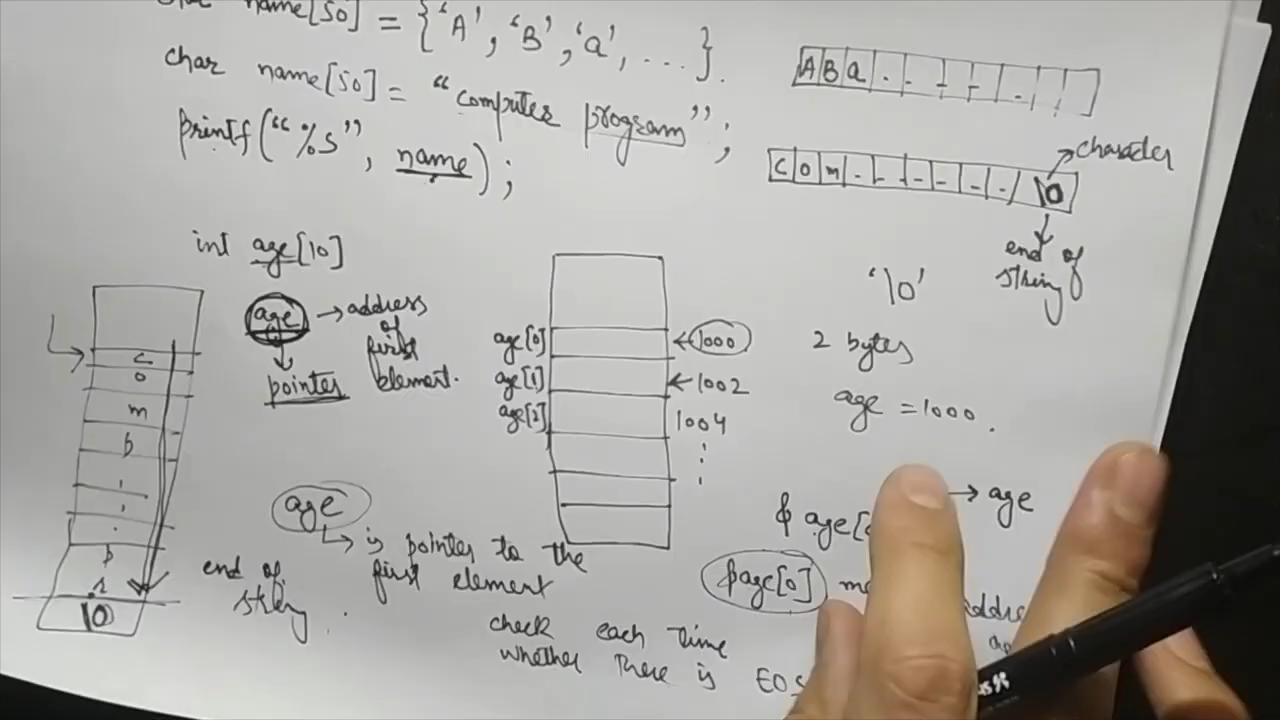 name[50] = {'A', 'B', 'a', ...}.
char name[50] = "computer program";
printf("%s", name);
A B a . - - - -
c o m - - - - - - \0
character
end of
string
'\0'
int age[10]
age → address
of
first
element.
pointer
c
o
m
p
\0
end of
string.
age[0] ← 1000
age[1] ← 1002
age[2] 1004
2 bytes
age = 1000.
age
is pointer to the
first element
& age[ → age
&age[0]
check each time
whether there is EOS